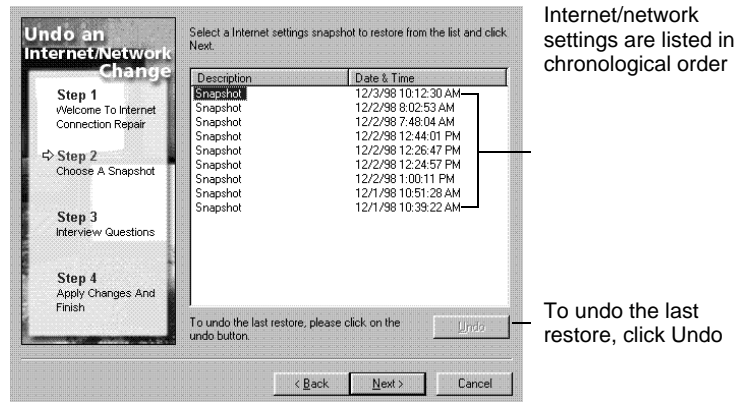 Undo an
Internet/Network
Change
Step 1
Welcome To Internet
Connection Repair
Step 2
Choose A Snapshot
Step 3
Interview Questions
Step 4
Apply Changes And
Finish
Select a Internet settings snapshot to restore from the list and click
Next.
Description Date & Time
Snapshot 12/3/98 10:12:30 AM
Snapshot 12/2/98 8:02:53 AM
Snapshot 12/2/98 7:48:04 AM
Snapshot 12/2/98 12:44:01 PM
Snapshot 12/2/98 12:26:47 PM
Snapshot 12/2/98 12:24:57 PM
Snapshot 12/2/98 1:00:11 PM
Snapshot 12/1/98 10:51:28 AM
Snapshot 12/1/98 10:39:22 AM
To undo the last restore, please click on the
undo button.
Undo
< Back Next > Cancel
Internet/network
settings are listed in
chronological order
To undo the last
restore, click Undo